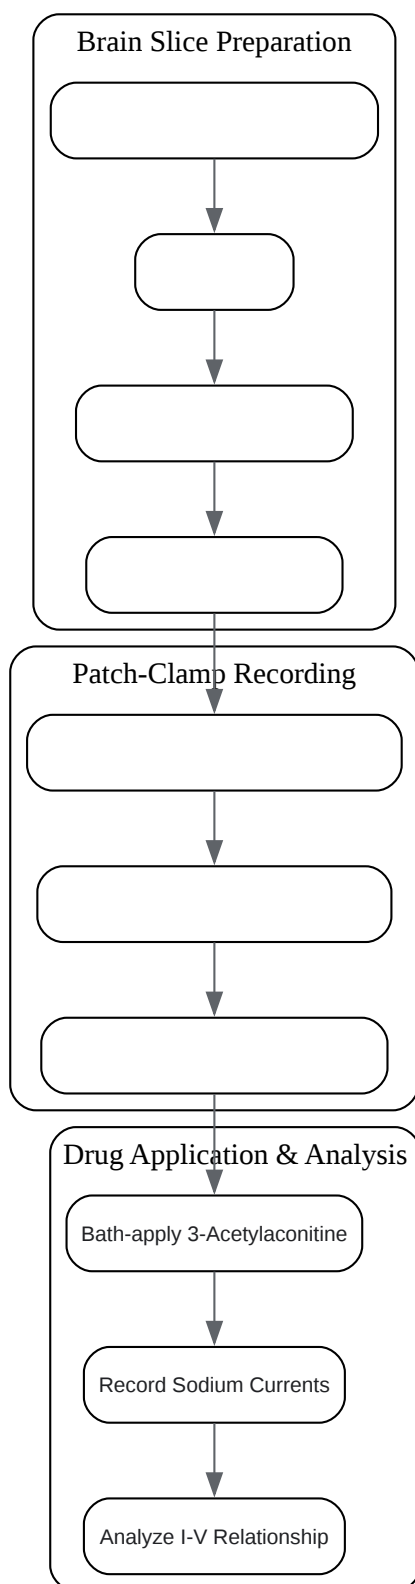 Brain Slice Preparation
Patch-Clamp Recording
Drug Application & Analysis
Bath-apply 3-Acetylaconitine
Record Sodium Currents
Analyze I-V Relationship